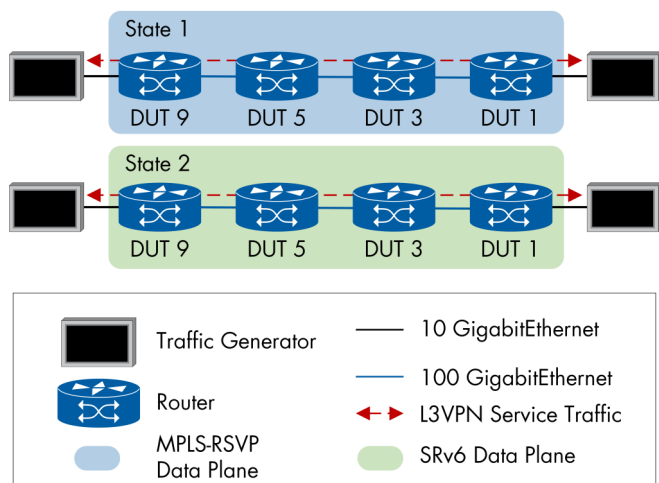 State 1
DUT 9 DUT 5 DUT 3 DUT 1
State 2
DUT 9 DUT 5 DUT 3 DUT 1
Traffic Generator
10 GigabitEthernet
Router
100 GigabitEthernet
L3VPN Service Traffic
MPLS-RSVP
Data Plane
SRv6 Data Plane